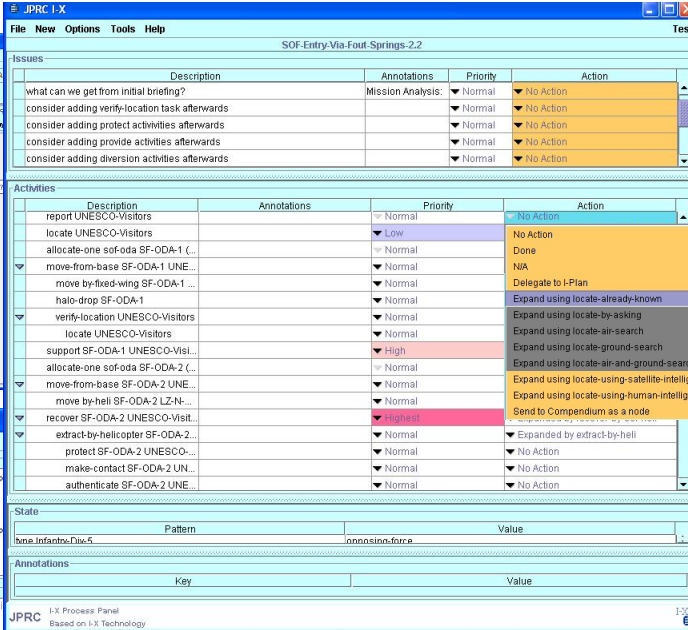 JPRC I-X
File New Options Tools Help Tes
SOF-Entry-Via-Fout-Springs-2.2
Issues
Description Annotations Priority Action
what can we get from initial briefing? Mission Analysis: Normal No Action
consider adding verify-location task afterwards Normal No Action
consider adding protect activities afterwards Normal No Action
consider adding provide activities afterwards Normal No Action
consider adding diversion activities afterwards Normal No Action
Activities
Description Annotations Priority Action
report UNESCO-Visitors Normal No Action
locate UNESCO-Visitors Low
allocate-one sof-oda SF-ODA-1 (... Normal
move-from-base SF-ODA-1 UNE... Normal
move by-fixed-wing SF-ODA-1 ... Normal
halo-drop SF-ODA-1 Normal
verify-location UNESCO-Visitors Normal
locate UNESCO-Visitors Normal
support SF-ODA-1 UNESCO-Visi... High
allocate-one sof-oda SF-ODA-2 (... Normal
move-from-base SF-ODA-2 UNE... Normal
move by-heli SF-ODA-2 LZ-N-... Normal
recover SF-ODA-2 UNESCO-Visit... Highest
extract-by-helicopter SF-ODA-2... Normal Expanded by extract-by-heli
protect SF-ODA-2 UNESCO-... Normal No Action
make-contact SF-ODA-2 UN... Normal No Action
authenticate SF-ODA-2 UN... Normal No Action
No Action
Done
N/A
Delegate to I-Plan
Expand using locate-already-known
Expand using locate-by-asking
Expand using locate-air-search
Expand using locate-ground-search
Expand using locate-air-and-ground-sear
Expand using locate-using-satellite-intellig
Expand using locate-using-human-intellig
Send to Compendium as a node
State
Pattern Value
type Infantry-Div-5 opposing-force
Annotations
Key Value
JPRC I-X Process Panel I-X
Based on I-X Technology